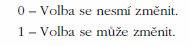 0 – Volba se nesmí změnit.
1 – Volba se může změnit.